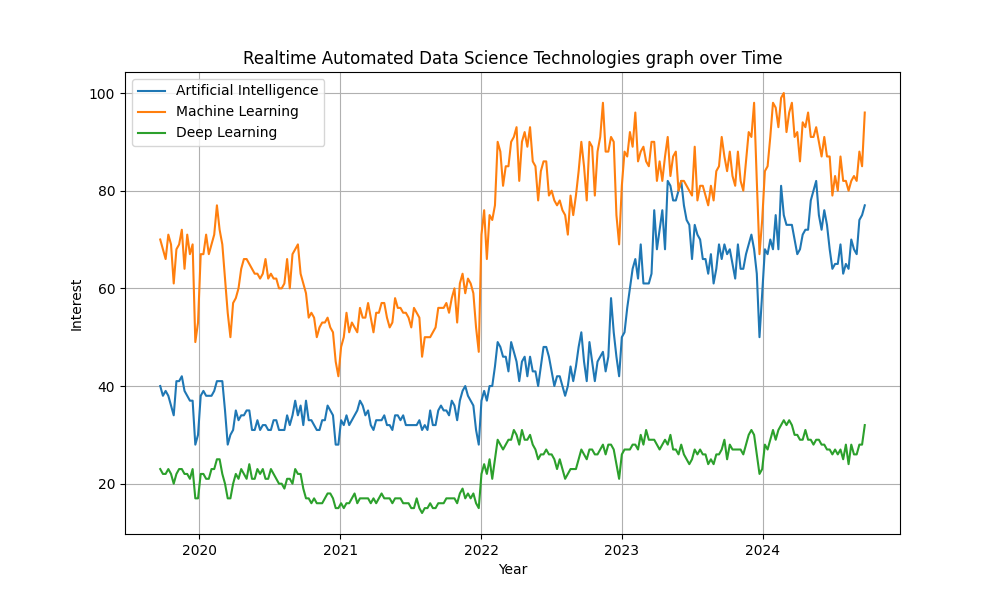 Realtime Automated Data Science Technologies graph over Time
Artificial Intelligence
Machine Learning
Deep Learning
100
80
60
40
20
Interest
2020 2021 2022 2023 2024
Year